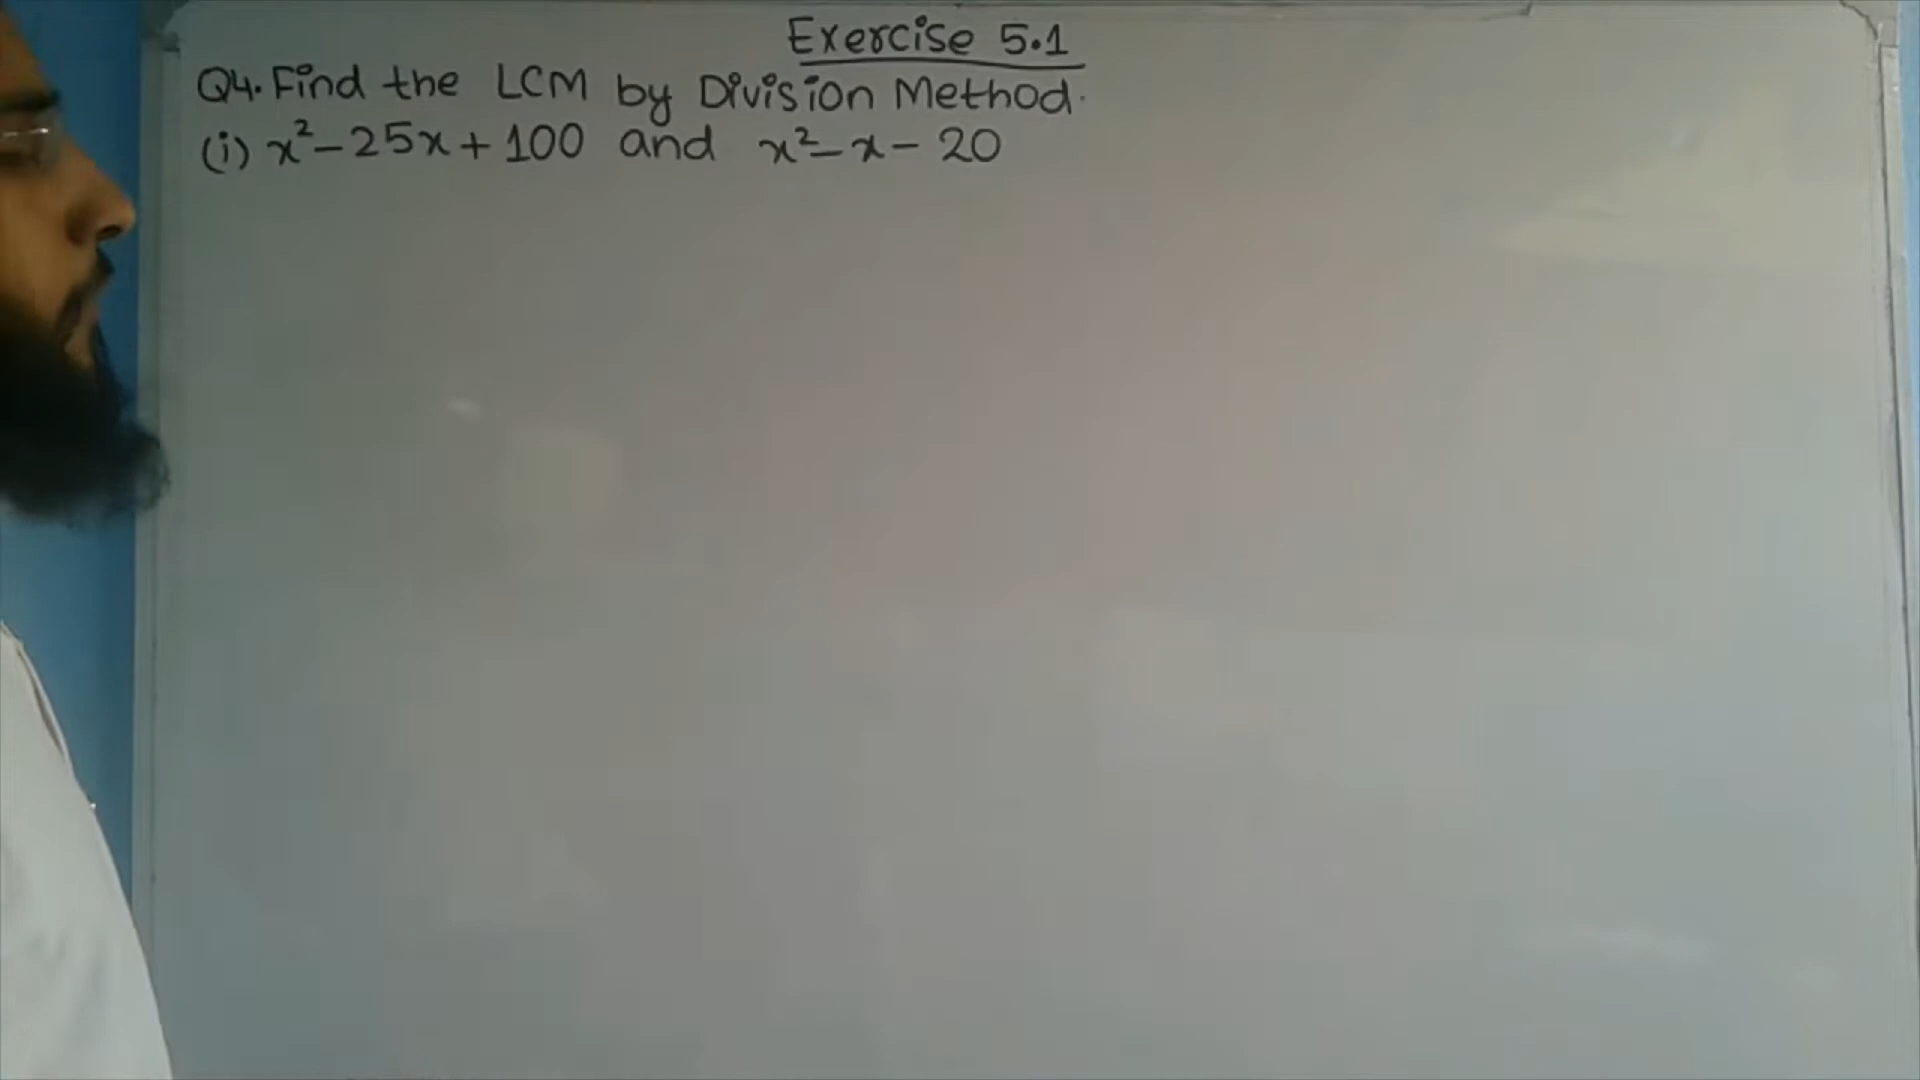 Exercise 5.1
Q4. Find the LCM by Division Method.
(i) x² - 25x + 100 and x² - x - 20